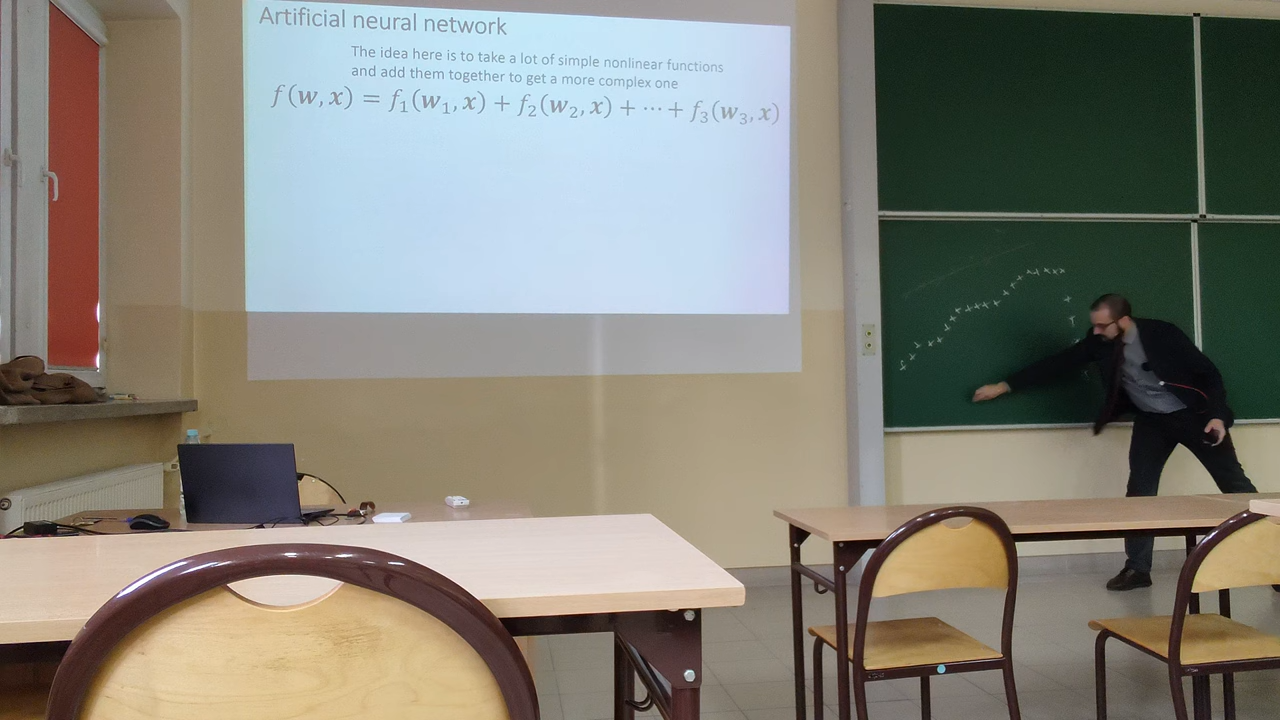 Artificial neural network
The idea here is to take a lot of simple nonlinear functions
and add them together to get a more complex one
f(w, x) = f₁(w₁, x) + f₂(w₂, x) + ⋯ + f₃(w₃, x)